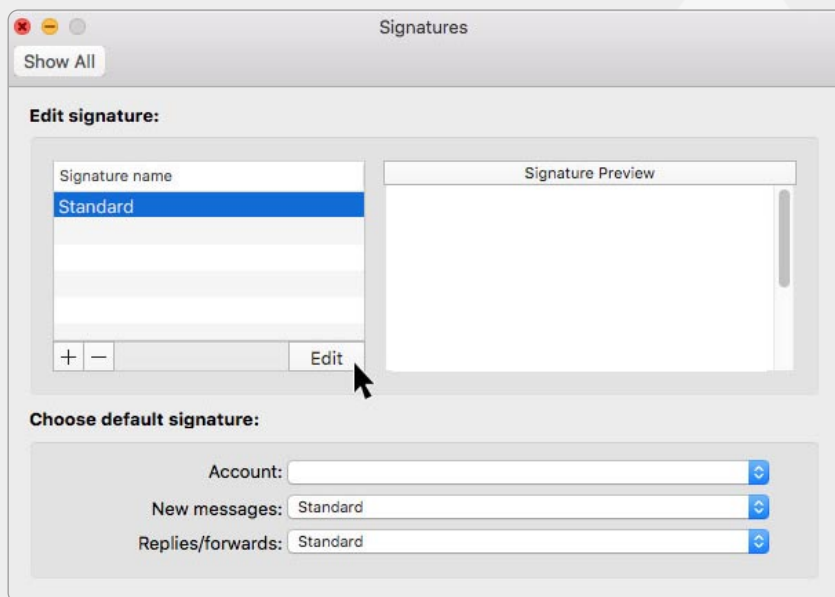 Signatures
Show All
Edit signature:
Signature name
Signature Preview
Standard
+ −
Edit
Choose default signature:
Account:
New messages: Standard
Replies/forwards: Standard